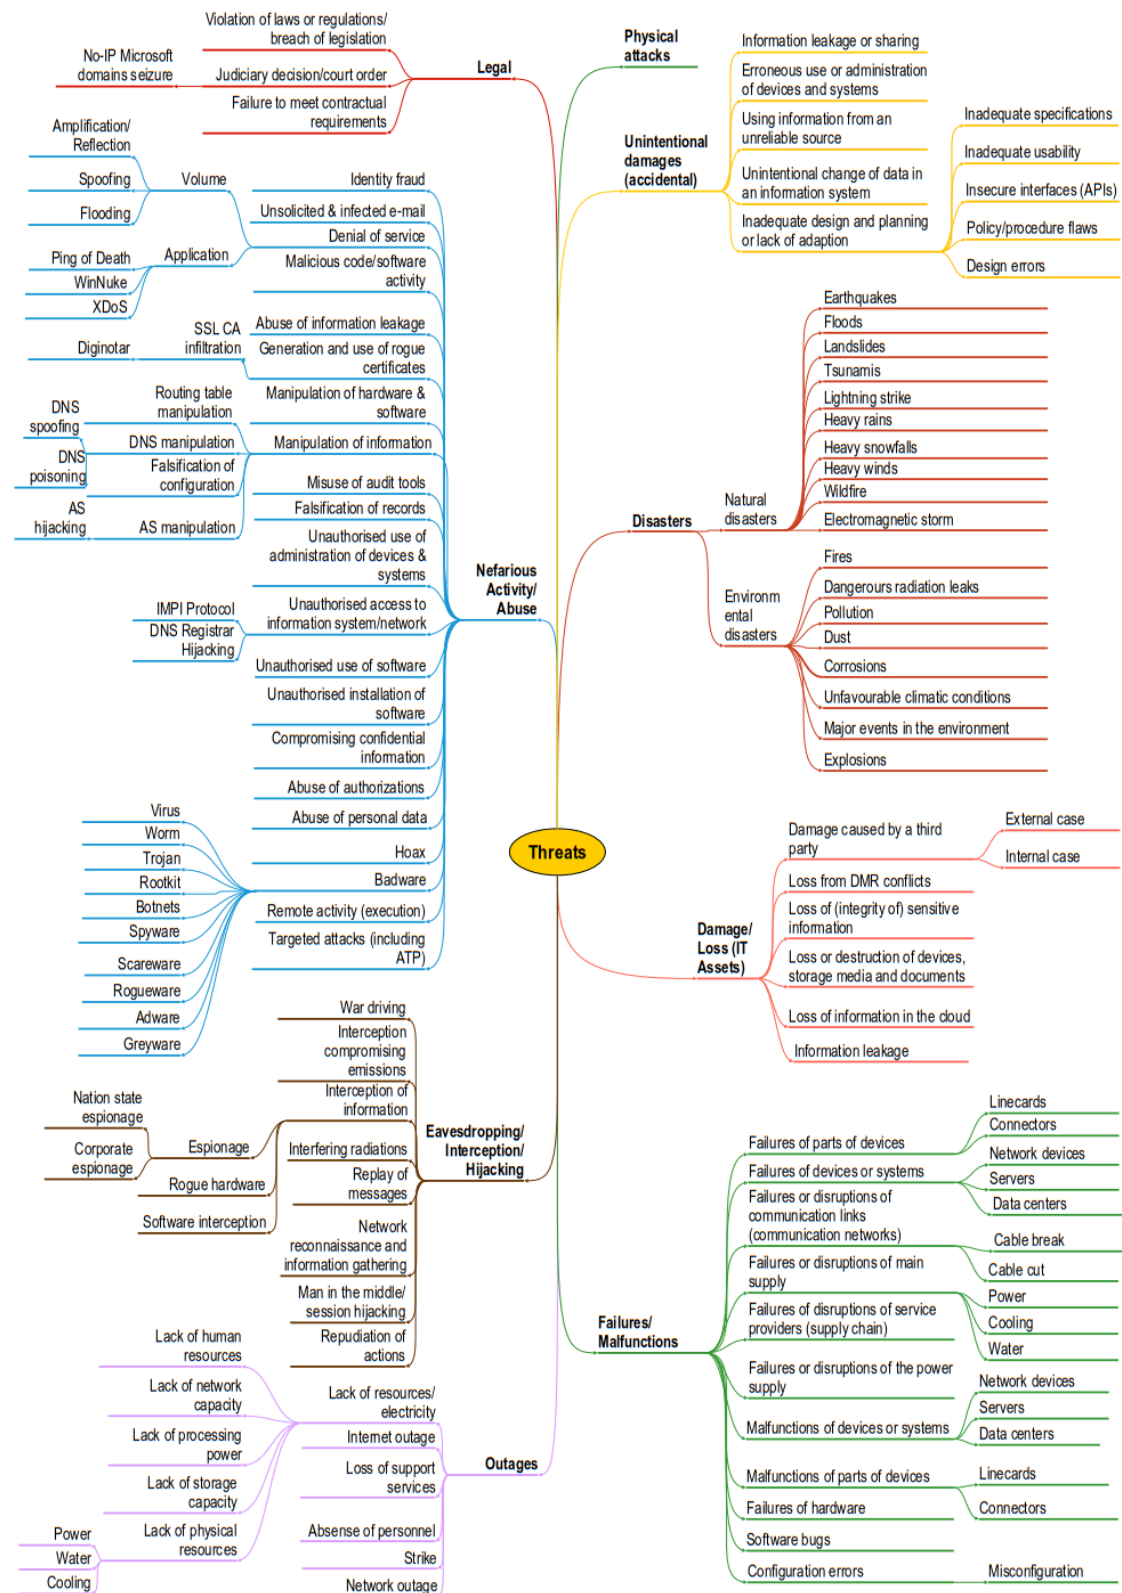 Violation of laws or regulations/
breach of legislation
No-IP Microsoft
domains seizure
Judiciary decision/court order
Failure to meet contractual
requirements
Legal
Amplification/
Reflection
Spoofing
Flooding
Volume
Ping of Death
WinNuke
XDoS
Application
Identity fraud
Unsolicited & infected e-mail
Denial of service
Malicious code/software
activity
Abuse of information leakage
Diginotar
SSL CA
infiltration
Generation and use of rogue
certificates
Manipulation of hardware &
software
DNS
spoofing
DNS
poisoning
AS
hijacking
Routing table
manipulation
DNS manipulation
Falsification of
configuration
AS manipulation
Manipulation of information
Misuse of audit tools
Falsification of records
Unauthorised use of
administration of devices &
systems
IMPI Protocol
DNS Registrar
Hijacking
Unauthorised access to
information system/network
Unauthorised use of software
Unauthorised installation of
software
Compromising confidential
information
Abuse of authorizations
Abuse of personal data
Hoax
Badware
Virus
Worm
Trojan
Rootkit
Botnets
Spyware
Scareware
Rogueware
Adware
Greyware
Remote activity (execution)
Targeted attacks (including
ATP)
Nefarious
Activity/
Abuse
War driving
Interception
compromising
emissions
Interception of
information
Nation state
espionage
Corporate
espionage
Espionage
Rogue hardware
Software interception
Interfering radiations
Replay of
messages
Network
reconnaissance and
information gathering
Man in the middle/
session hijacking
Repudiation of
actions
Eavesdropping/
Interception/
Hijacking
Lack of human
resources
Lack of network
capacity
Lack of processing
power
Lack of storage
capacity
Lack of physical
resources
Power
Water
Cooling
Lack of resources/
electricity
Internet outage
Loss of support
services
Absense of personnel
Strike
Network outage
Outages
Threats
Physical
attacks
Unintentional
damages
(accidental)
Information leakage or sharing
Erroneous use or administration
of devices and systems
Using information from an
unreliable source
Unintentional change of data in
an information system
Inadequate design and planning
or lack of adaption
Inadequate specifications
Inadequate usability
Insecure interfaces (APIs)
Policy/procedure flaws
Design errors
Disasters
Natural
disasters
Earthquakes
Floods
Landslides
Tsunamis
Lightning strike
Heavy rains
Heavy snowfalls
Heavy winds
Wildfire
Electromagnetic storm
Environm
ental
disasters
Fires
Dangerours radiation leaks
Pollution
Dust
Corrosions
Unfavourable climatic conditions
Major events in the environment
Explosions
Damage/
Loss (IT
Assets)
Damage caused by a third
party
External case
Internal case
Loss from DMR conflicts
Loss of (integrity of) sensitive
information
Loss or destruction of devices,
storage media and documents
Loss of information in the cloud
Information leakage
Failures/
Malfunctions
Failures of parts of devices
Linecards
Connectors
Failures of devices or systems
Network devices
Servers
Data centers
Failures or disruptions of
communication links
(communication networks)
Cable break
Cable cut
Failures or disruptions of main
supply
Power
Cooling
Water
Failures of disruptions of service
providers (supply chain)
Failures or disruptions of the power
supply
Malfunctions of devices or systems
Network devices
Servers
Data centers
Malfunctions of parts of devices
Linecards
Connectors
Failures of hardware
Software bugs
Configuration errors
Misconfiguration